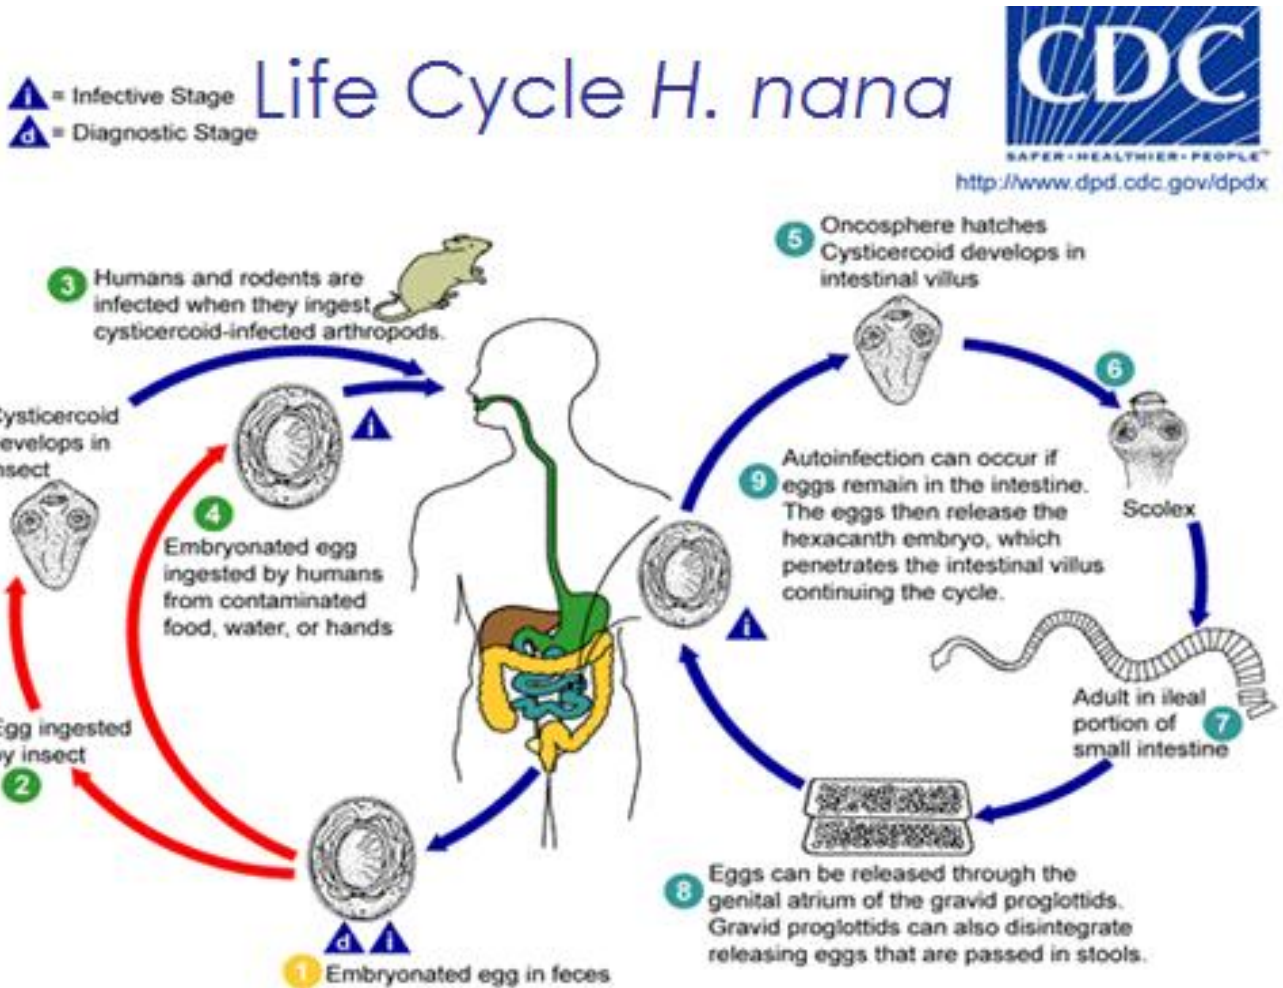 Life Cycle H. nana
i = Infective Stage
d = Diagnostic Stage
CDC
SAFER•HEALTHIER•PEOPLE™
http://www.dpd.cdc.gov/dpdx
3 Humans and rodents are
infected when they ingest
cysticercoid-infected arthropods.
ysticercoid
evelops in
nsect
i
4
Embryonated egg
ingested by humans
from contaminated
food, water, or hands
gg ingested
y insect
2
d i
1 Embryonated egg in feces
5 Oncosphere hatches
Cysticercoid develops in
intestinal villus
6
Scolex
9 Autoinfection can occur if
eggs remain in the intestine.
The eggs then release the
hexacanth embryo, which
penetrates the intestinal villus
continuing the cycle.
i
Adult in ileal
portion of 7
small intestine
8 Eggs can be released through the
genital atrium of the gravid proglottids.
Gravid proglottids can also disintegrate
releasing eggs that are passed in stools.